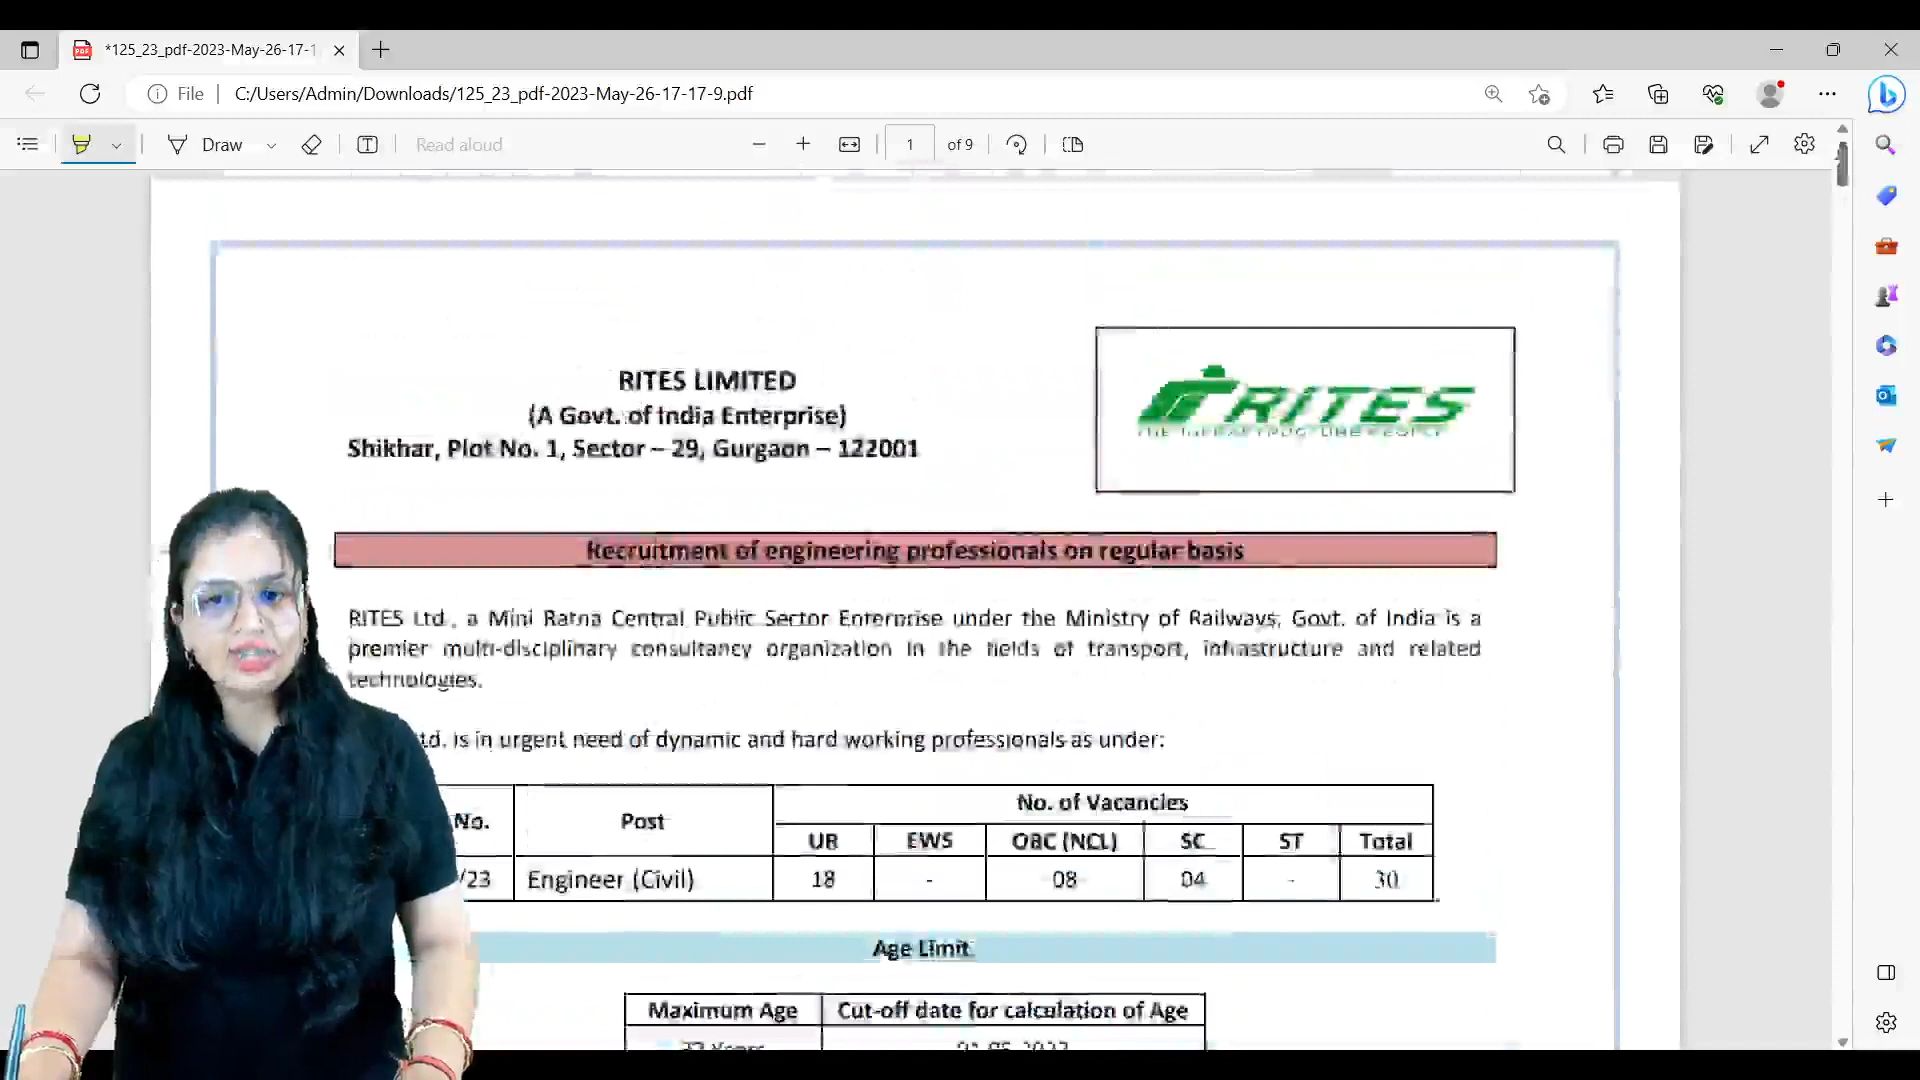 *125_23_pdf-2023-May-26-17-1
File
C:/Users/Admin/Downloads/125_23_pdf-2023-May-26-17-17-9.pdf
Draw
Read aloud
1 of 9
RITES LIMITED
(A Govt. of India Enterprise)
Shikhar, Plot No. 1, Sector – 29, Gurgaon – 122001
RITES
THE INFRASTRUCTURE PEOPLE
Recruitment of engineering professionals on regular basis
RITES Ltd., a Mini Ratna Central Public Sector Enterprise under the Ministry of Railways, Govt. of India is a
premier multi-disciplinary consultancy organization in the fields of transport, infrastructure and related
technologies.
td. is in urgent need of dynamic and hard working professionals as under:
No. Post No. of Vacancies
UR EWS OBC (NCL) SC ST Total
/23 Engineer (Civil) 18 - 08 04 - 30
Age Limit
Maximum Age Cut-off date for calculation of Age